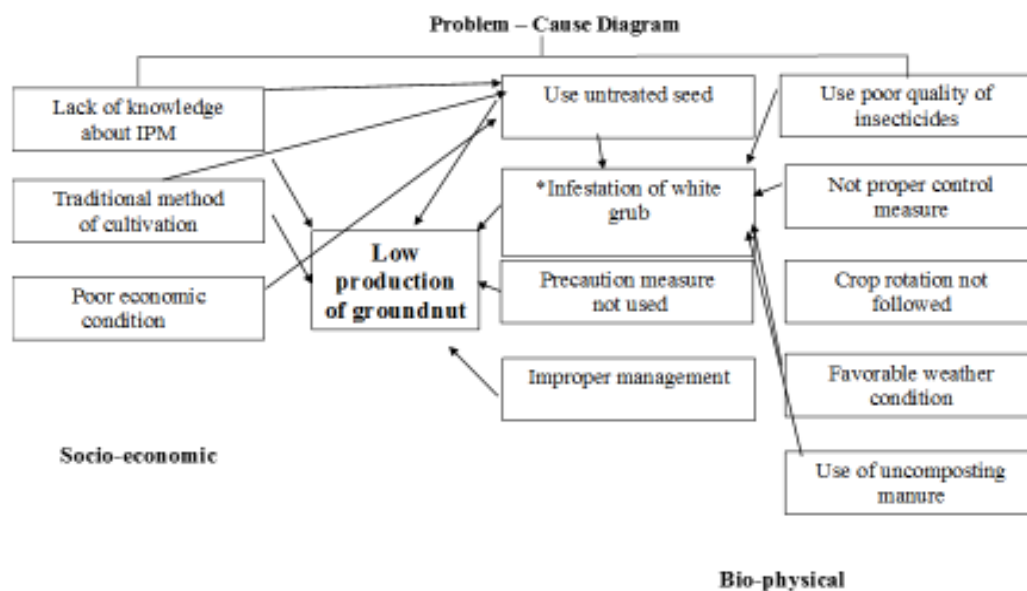 Problem – Cause Diagram
Lack of knowledge
about IPM
Use untreated seed
Use poor quality of
insecticides
Traditional method
of cultivation
*Infestation of white
grub
Not proper control
measure
Low
production
of groundnut
Poor economic
condition
Precaution measure
not used
Crop rotation not
followed
Improper management
Favorable weather
condition
Socio-economic
Use of uncomposting
manure
Bio-physical